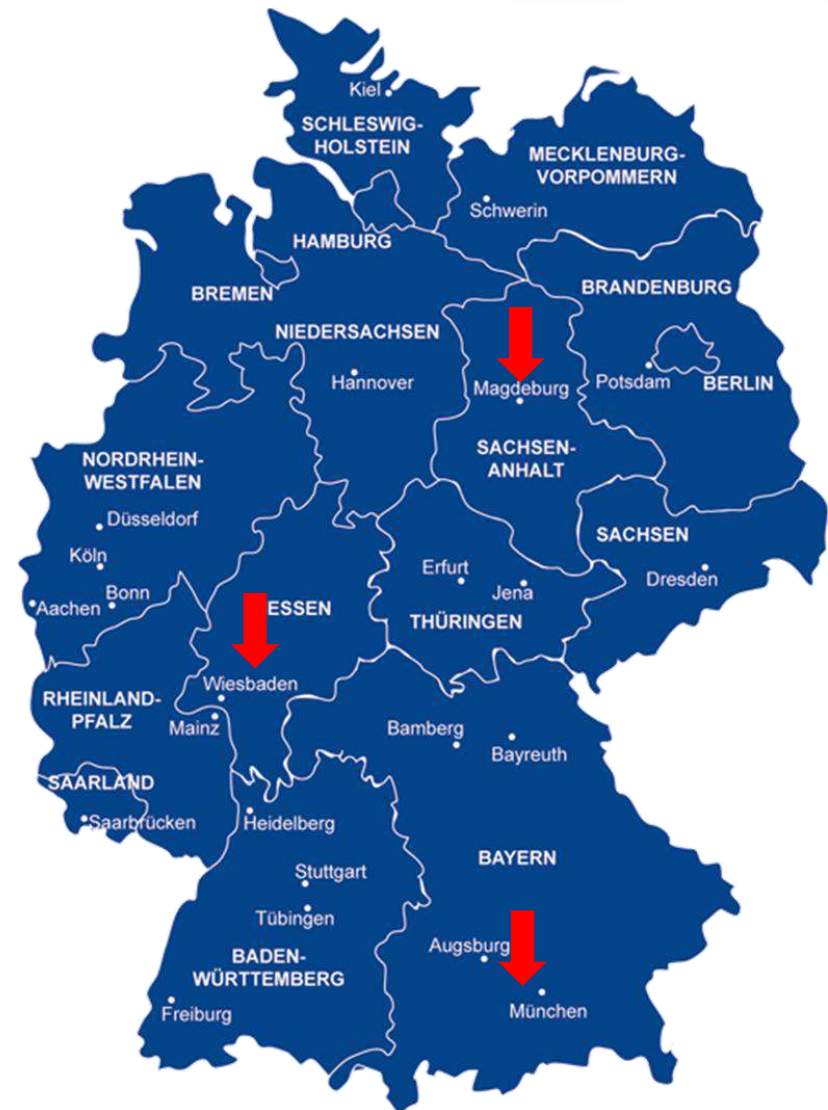 Kiel
SCHLESWIG-
HOLSTEIN
MECKLENBURG-
VORPOMMERN
Schwerin
HAMBURG
BREMEN
BRANDENBURG
NIEDERSACHSEN
Hannover
Magdeburg
Potsdam
BERLIN
SACHSEN-
ANHALT
NORDRHEIN-
WESTFALEN
Düsseldorf
Köln
Bonn
Aachen
SACHSEN
Dresden
Erfurt
Jena
THÜRINGEN
ESSEN
Wiesbaden
RHEINLAND-
PFALZ
Mainz
Bamberg
Bayreuth
SAARLAND
Saarbrücken
Heidelberg
Stuttgart
Tübingen
BAYERN
Augsburg
BADEN-
WÜRTTEMBERG
Freiburg
München